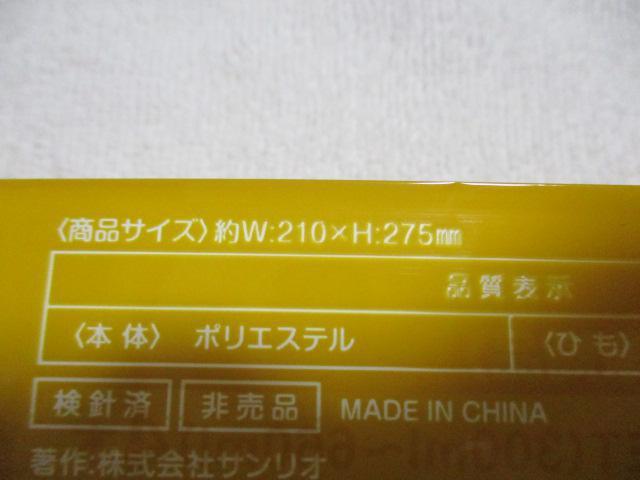 〈商品サイズ〉約W:210×H:275㎜
品質表示
〈本体〉 ポリエステル 〈ひも〉
検針済 非売品 MADE IN CHINA
著作:株式会社サンリオ